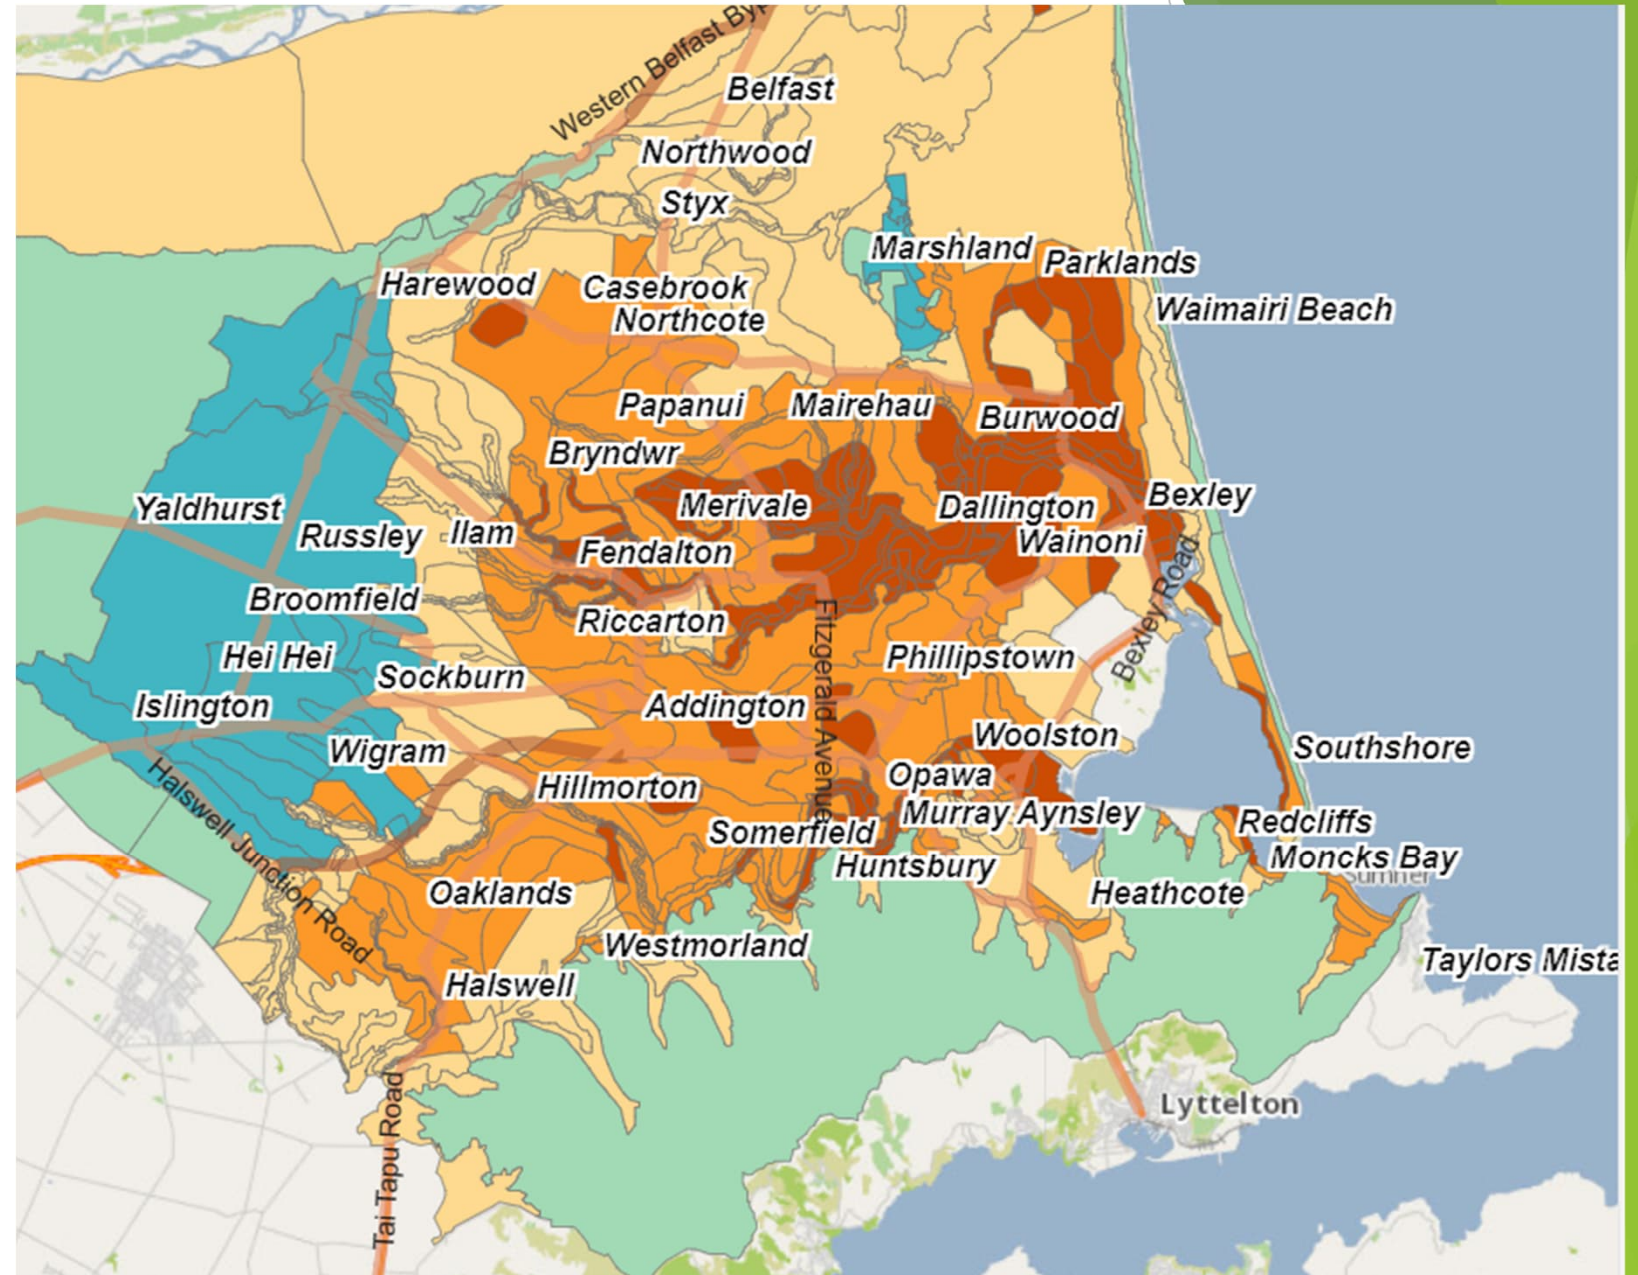 Western Belfast Byp
Belfast
Northwood
Styx
Marshland
Parklands
Harewood
Casebrook
Waimairi Beach
Northcote
Papanui
Mairehau
Burwood
Bryndwr
Bexley
Merivale
Dallington
Yaldhurst
Russley
Ilam
Wainoni
Fendalton
Broomfield
Riccarton
Fitzgerald Avenue
Bexley Road
Hei Hei
Phillipstown
Sockburn
Islington
Addington
Wigram
Woolston
Southshore
Halswell Junction Road
Hillmorton
Opawa
Murray Aynsley
Somerfield
Redcliffs
Huntsbury
Moncks Bay
Sumner
Oaklands
Heathcote
Westmorland
Taylors Mista
Halswell
Lyttelton
Tai Tapu Road